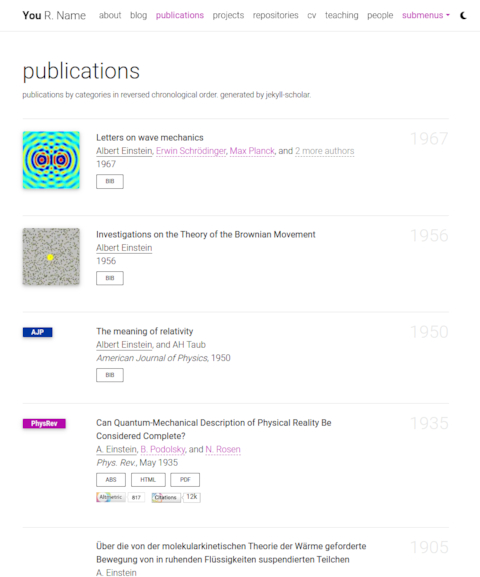 You R. Name about blog publications projects repositories cv teaching people submenus
publications
publications by categories in reversed chronological order. generated by jekyll-scholar.
1967
Letters on wave mechanics
Albert Einstein, Erwin Schrödinger, Max Planck, and 2 more authors
1967
BIB
1956
Investigations on the Theory of the Brownian Movement
Albert Einstein
1956
BIB
1950
AJP
The meaning of relativity
Albert Einstein, and AH Taub
American Journal of Physics, 1950
BIB
1935
PhysRev
Can Quantum-Mechanical Description of Physical Reality Be
Considered Complete?
A. Einstein, B. Podolsky, and N. Rosen
Phys. Rev., May 1935
ABS HTML PDF
Altmetric 817 Citations 12k
1905
Über die von der molekularkinetischen Theorie der Wärme geforderte
Bewegung von in ruhenden Flüssigkeiten suspendierten Teilchen
A. Einstein